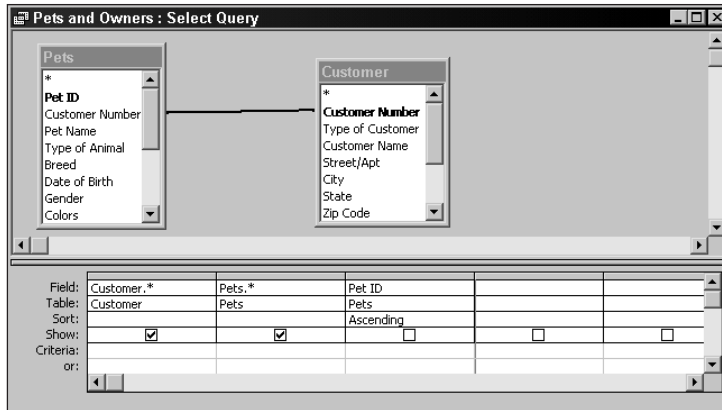 Pets and Owners : Select Query
Pets
*
Pet ID
Customer Number
Pet Name
Type of Animal
Breed
Date of Birth
Gender
Colors
Customer
*
Customer Number
Type of Customer
Customer Name
Street/Apt
City
State
Zip Code
Field: Customer.* Pets.* Pet ID
Table: Customer Pets Pets
Sort: Ascending
Show:
Criteria:
or: